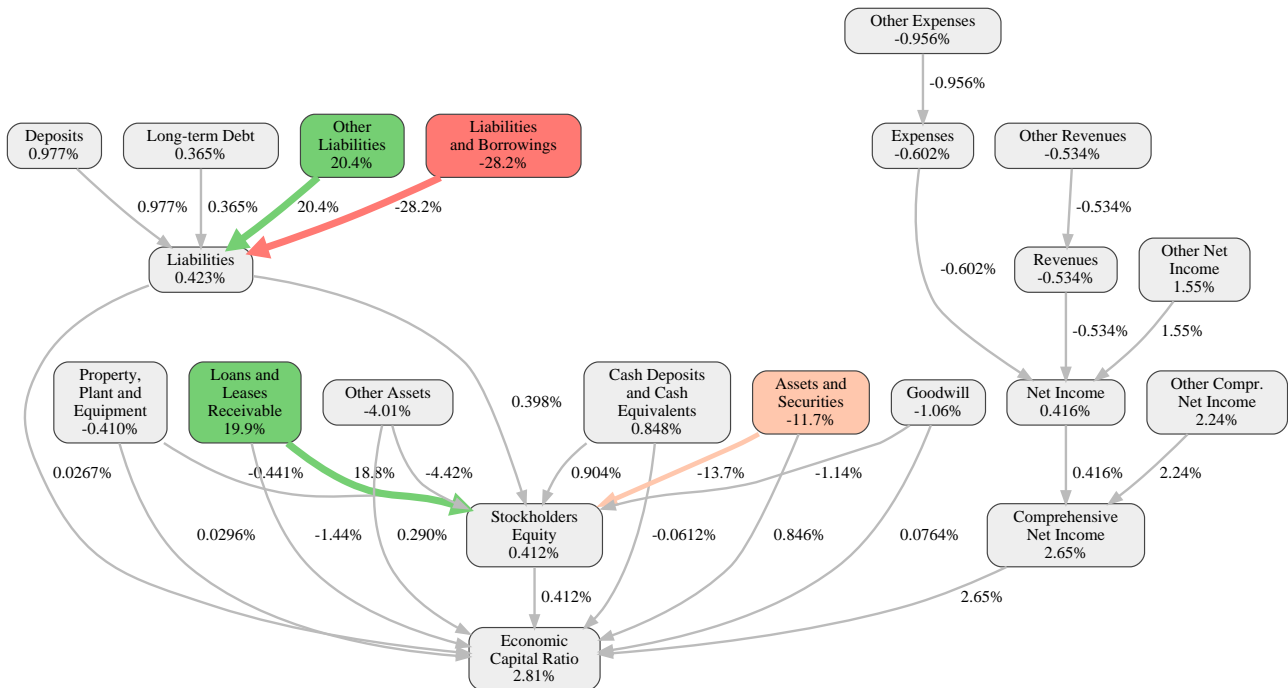 Other Expenses
-0.956%
-0.956%
Deposits
0.977%
Long-term Debt
0.365%
Other
Liabilities
20.4%
Liabilities
and Borrowings
-28.2%
Expenses
-0.602%
Other Revenues
-0.534%
0.977%
0.365%
20.4%
-28.2%
-0.534%
Liabilities
0.423%
-0.602%
Revenues
-0.534%
Other Net
Income
1.55%
-0.534%
1.55%
Property,
Plant and
Equipment
-0.410%
Loans and
Leases
Receivable
19.9%
Other Assets
-4.01%
0.398%
Cash Deposits
and Cash
Equivalents
0.848%
Assets and
Securities
-11.7%
Goodwill
-1.06%
Net Income
0.416%
Other Compr.
Net Income
2.24%
0.0267%
-0.441%
18.8%
-4.42%
0.904%
-13.7%
-1.14%
0.416%
2.24%
Stockholders
Equity
0.412%
Comprehensive
Net Income
2.65%
0.0296%
-1.44%
0.290%
-0.0612%
0.846%
0.0764%
0.412%
2.65%
Economic
Capital Ratio
2.81%